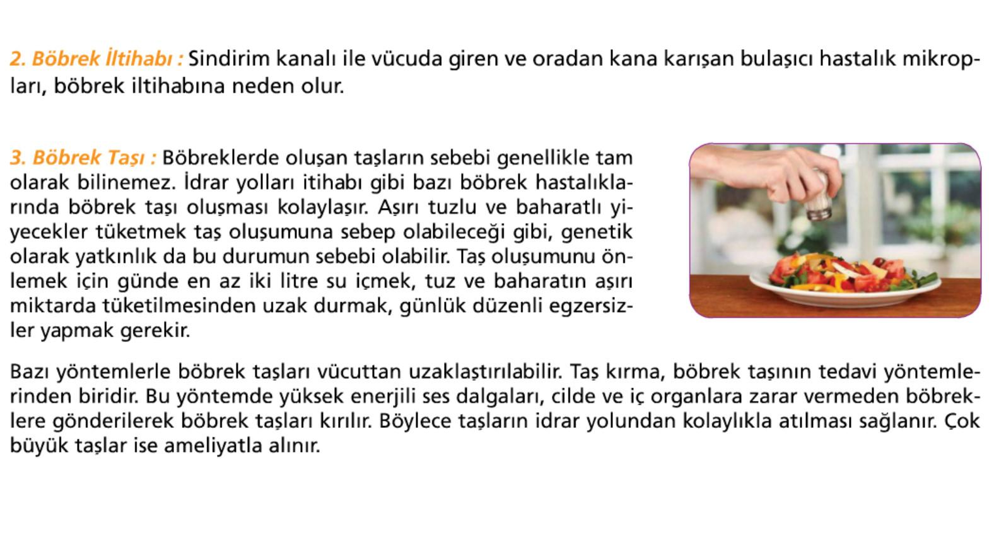 2. Böbrek İltihabı : Sindirim kanalı ile vücuda giren ve oradan kana karışan bulaşıcı hastalık mikrop-
ları, böbrek iltihabına neden olur.
3. Böbrek Taşı : Böbreklerde oluşan taşların sebebi genellikle tam
olarak bilinemez. İdrar yolları itihabı gibi bazı böbrek hastalıkla-
rında böbrek taşı oluşması kolaylaşır. Aşırı tuzlu ve baharatlı yi-
yecekler tüketmek taş oluşumuna sebep olabileceği gibi, genetik
olarak yatkınlık da bu durumun sebebi olabilir. Taş oluşumunu ön-
lemek için günde en az iki litre su içmek, tuz ve baharatın aşırı
miktarda tüketilmesinden uzak durmak, günlük düzenli egzersiz-
ler yapmak gerekir.
Bazı yöntemlerle böbrek taşları vücuttan uzaklaştırılabilir. Taş kırma, böbrek taşının tedavi yöntemle-
rinden biridir. Bu yöntemde yüksek enerjili ses dalgaları, cilde ve iç organlara zarar vermeden böbrek-
lere gönderilerek böbrek taşları kırılır. Böylece taşların idrar yolundan kolaylıkla atılması sağlanır. Çok
büyük taşlar ise ameliyatla alınır.